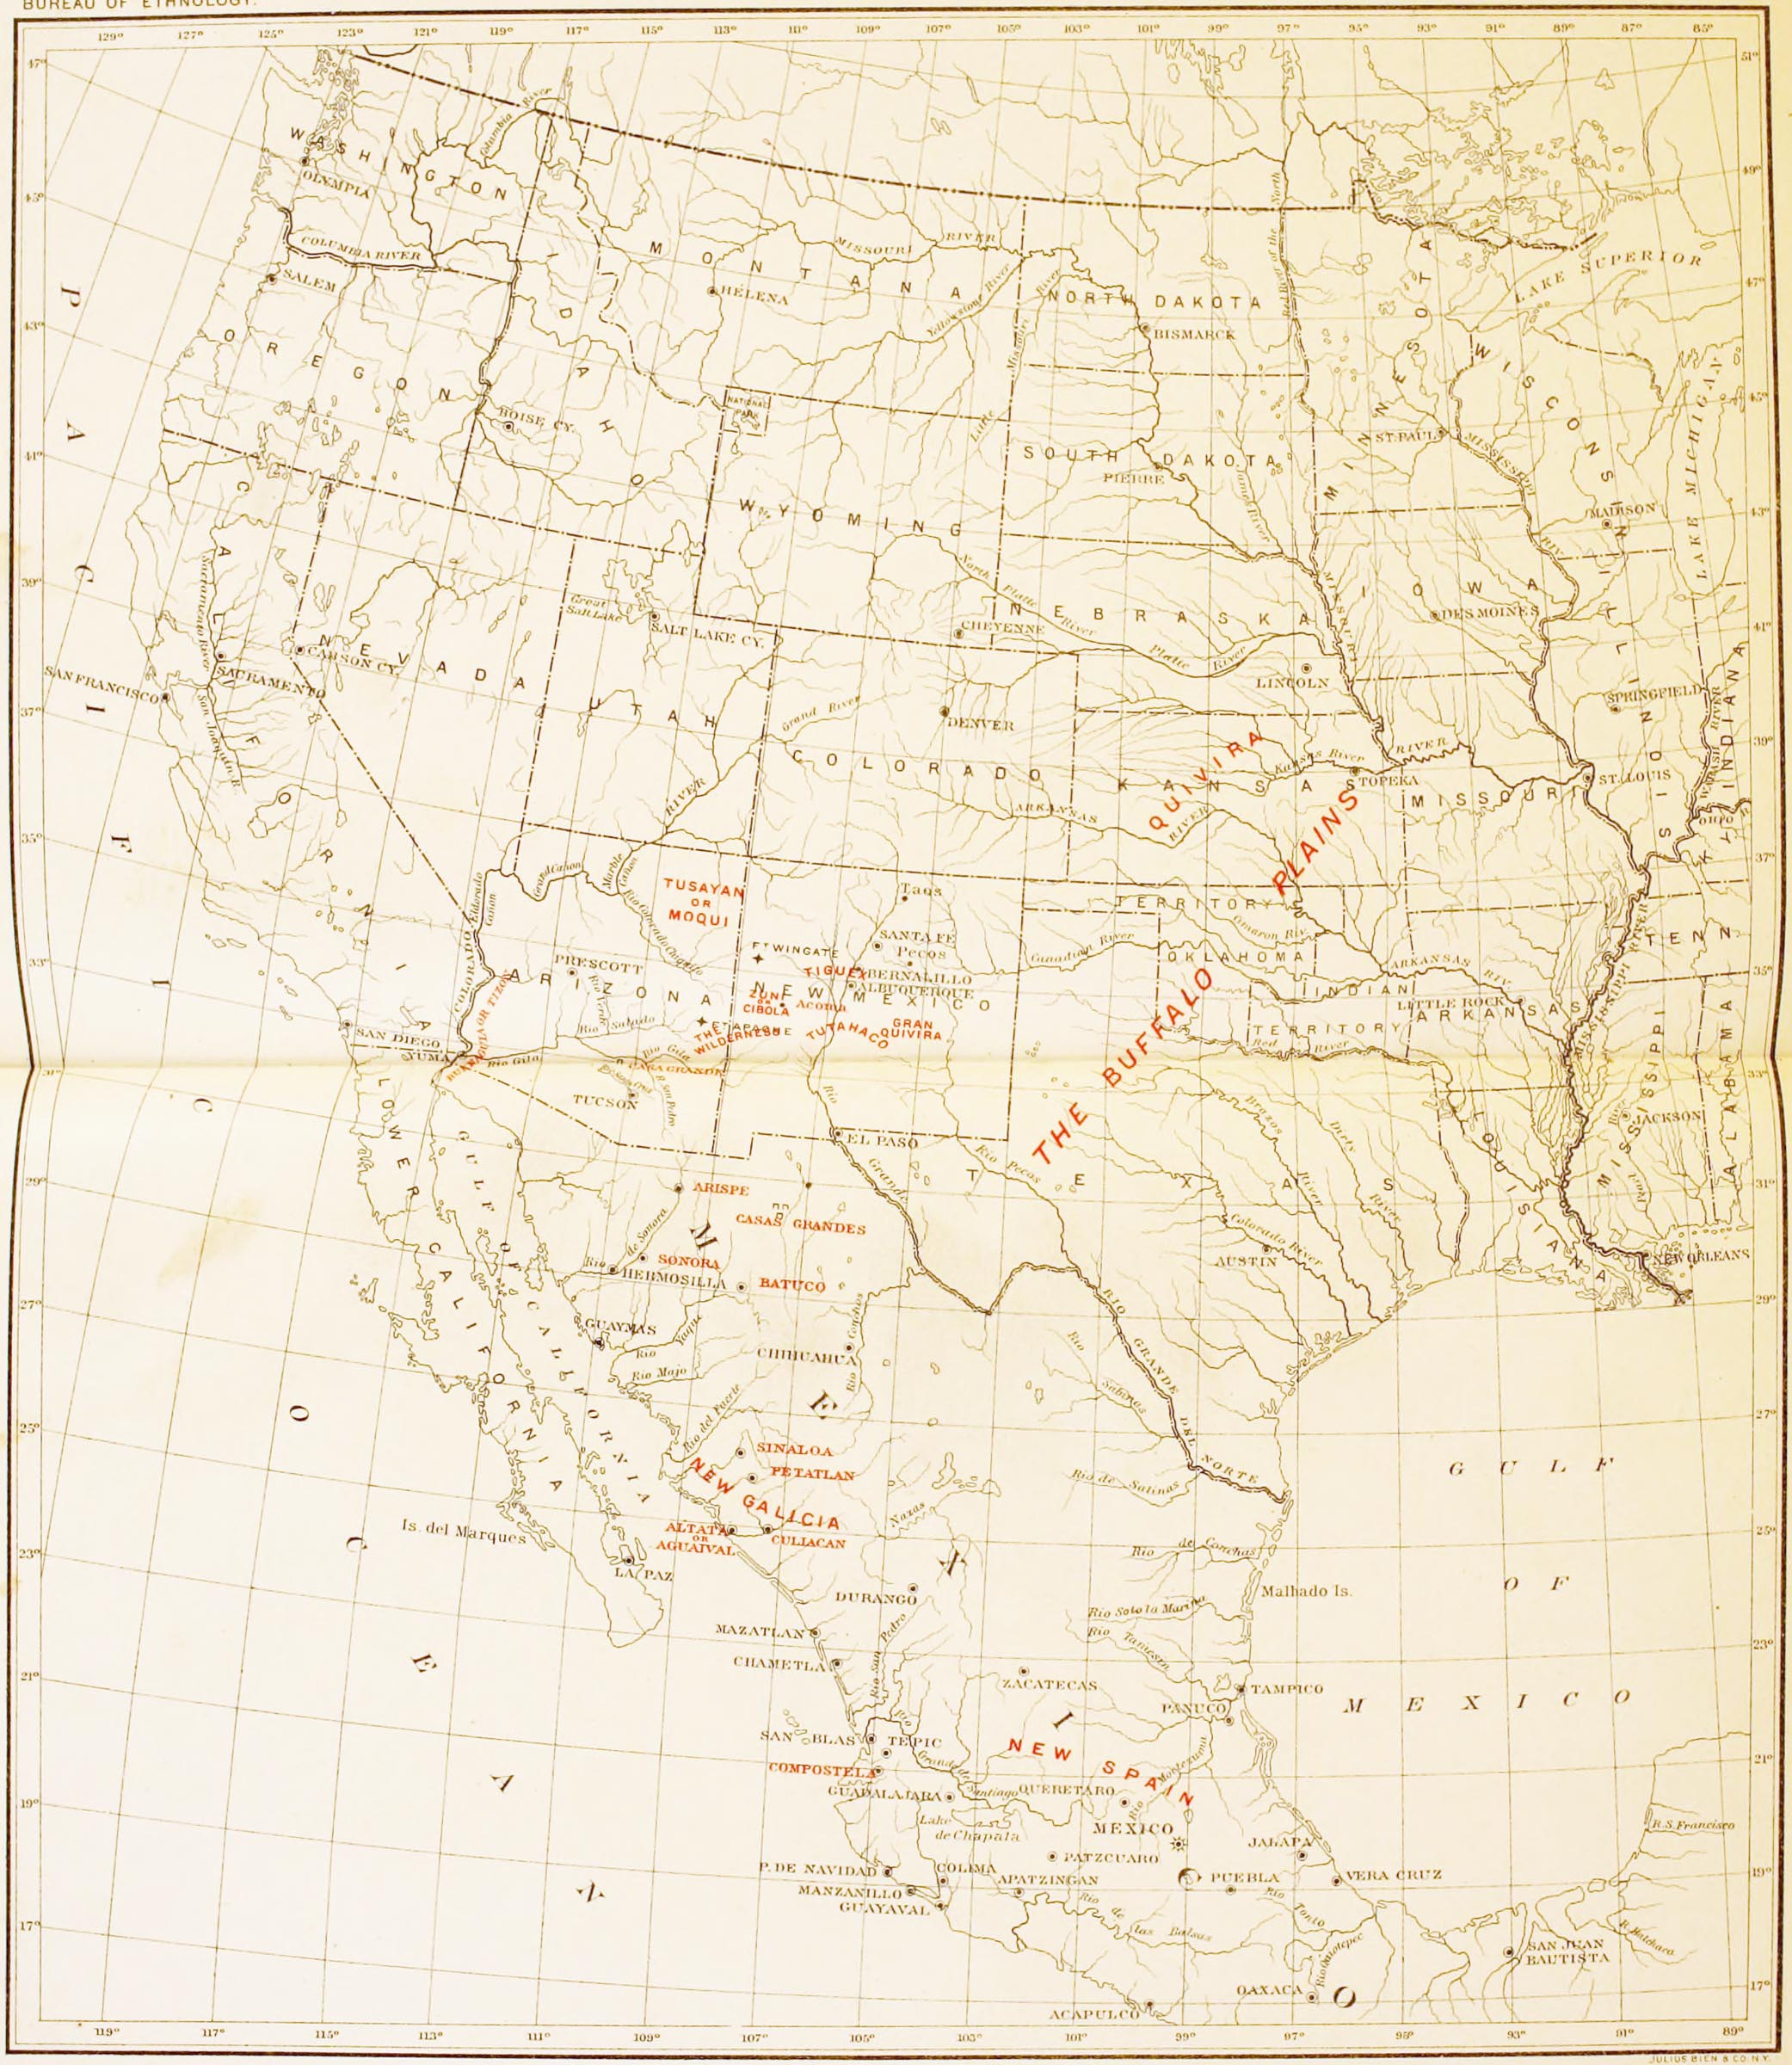 BUREAU OF ETHNOLOGY.
129° 127° 125° 123° 121° 119° 117° 115° 113° 111° 109° 107° 105° 103° 101° 99° 97° 95° 93° 91° 89° 87° 85°
47°
51°
WASHINGTON
Columbia River
OLYMPIA
49°
COLUMBIA RIVER
SALEM
MONTANA
MISSOURI RIVER
HELENA
Yellowstone River
Missouri River
NORTH DAKOTA
BISMARCK
Red River of the North
MINNESOTA
LAKE SUPERIOR
47°
43°
OREGON
IDAHO
BOISE CY.
NATIONAL PARK
Little
SOUTH DAKOTA
PIERRE
James River
ST. PAUL
MISSISSIPPI RIV.
WISCONSIN
MADISON
LAKE MICHIGAN
45°
41°
WYOMING
43°
39°
CALIFORNIA
Sacramento River
NEVADA
CARSON CY.
SACRAMENTO
SAN FRANCISCO
San Joaquin R.
Great Salt Lake
SALT LAKE CY.
UTAH
North Platte River
CHEYENNE
NEBRASKA
Platte River
LINCOLN
MISSOURI
IOWA
DES MOINES
ILLINOIS
SPRINGFIELD
INDIANA
WABASH RIVER
41°
37°
Grand River
DENVER
COLORADO
RIVER
ARKANSAS
RIVER
QUIVIRA
KANSAS
Kansas River
TOPEKA
RIVER
MISSOURI
ST. LOUIS
OHIO
KY
39°
35°
Grand Cañon
Marble Cañon
Eldorado Cañon
COLORADO
Rio Colorado Chiquito
TUSAYAN
OR
MOQUI
Taos
SANTA FE
Pecos
THE BUFFALO PLAINS
TERRITORY
Cimaron Riv.
Canadian River
OKLAHOMA
INDIAN
TERRITORY
Red River
ARKANSAS RIV.
LITTLE ROCK
ARKANSAS
TENN
MISSISSIPPI RIVER
37°
33°
Ft WINGATE
TIGUEX
BERNALILLO
ALBUQUERQUE
PRESCOTT
ARIZONA
Rio Verde
Rio Salado
ZUÑI
OR
CIBOLA
Acoma
NEW MEXICO
Ft APACHE
THE WILDERNESS
TUTAHACO
GRAN QUIVIRA
35°
SAN DIEGO
YUMA
Rio Gila
Rio Gila
CASA GRANDE
R. San Pedro
TUCSON
31°
33°
EL PASO
Rio Grande
Rio Pecos
TEXAS
Brazos River
Dirty River
Colorado River
AUSTIN
LOUISIANA
MISSISSIPPI
JACKSON
Pearl
ALABAMA
NEW ORLEANS
31°
29°
LOWER CALIFORNIA
GULF OF CALIFORNIA
ARISPE
CASAS GRANDES
Rio de Sonora
SONORA
HERMOSILLA
BATUCO
GUAYMAS
Rio Yaqui
Rio Majo
CHIHUAHUA
Rio Conchas
RIO GRANDE DEL NORTE
Rio Sabinas
29°
27°
Rio del Fuerte
SINALOA
PETATLAN
NEW GALICIA
ALTATA
OR
AGUAIVAL
CULIACAN
Nazas
Rio de Salinas
GULF
OF
MEXICO
27°
25°
Is. del Marques
LA PAZ
DURANGO
Rio de Conchas
Malhado Is.
Rio Soto la Marina
Rio Tamesin
25°
23°
MAZATLAN
CHAMETLA
Rio San Pedro
ZACATECAS
TAMPICO
PANUCO
23°
21°
SAN BLAS
TEPIC
COMPOSTELA
Rio Grande de Santiago
NEW SPAIN
GUADALAJARA
QUERETARO
Rio Montezuma
21°
19°
Lake de Chapala
MEXICO
JALAPA
PATZCUARO
P. DE NAVIDAD
COLIMA
APATZINGAN
MANZANILLO
GUAYAVAL
PUEBLA
VERA CRUZ
R. S. Francisco
19°
17°
Rio de las Balsas
Rio Tonto
SAN JUAN
BAUTISTA
OAXACA
ACAPULCO
17°
PACIFIC OCEAN
MEXICO
119° 117° 115° 113° 111° 109° 107° 105° 103° 101° 99° 97° 95° 93° 91° 89°
JULIUS BIEN & CO. N.Y.